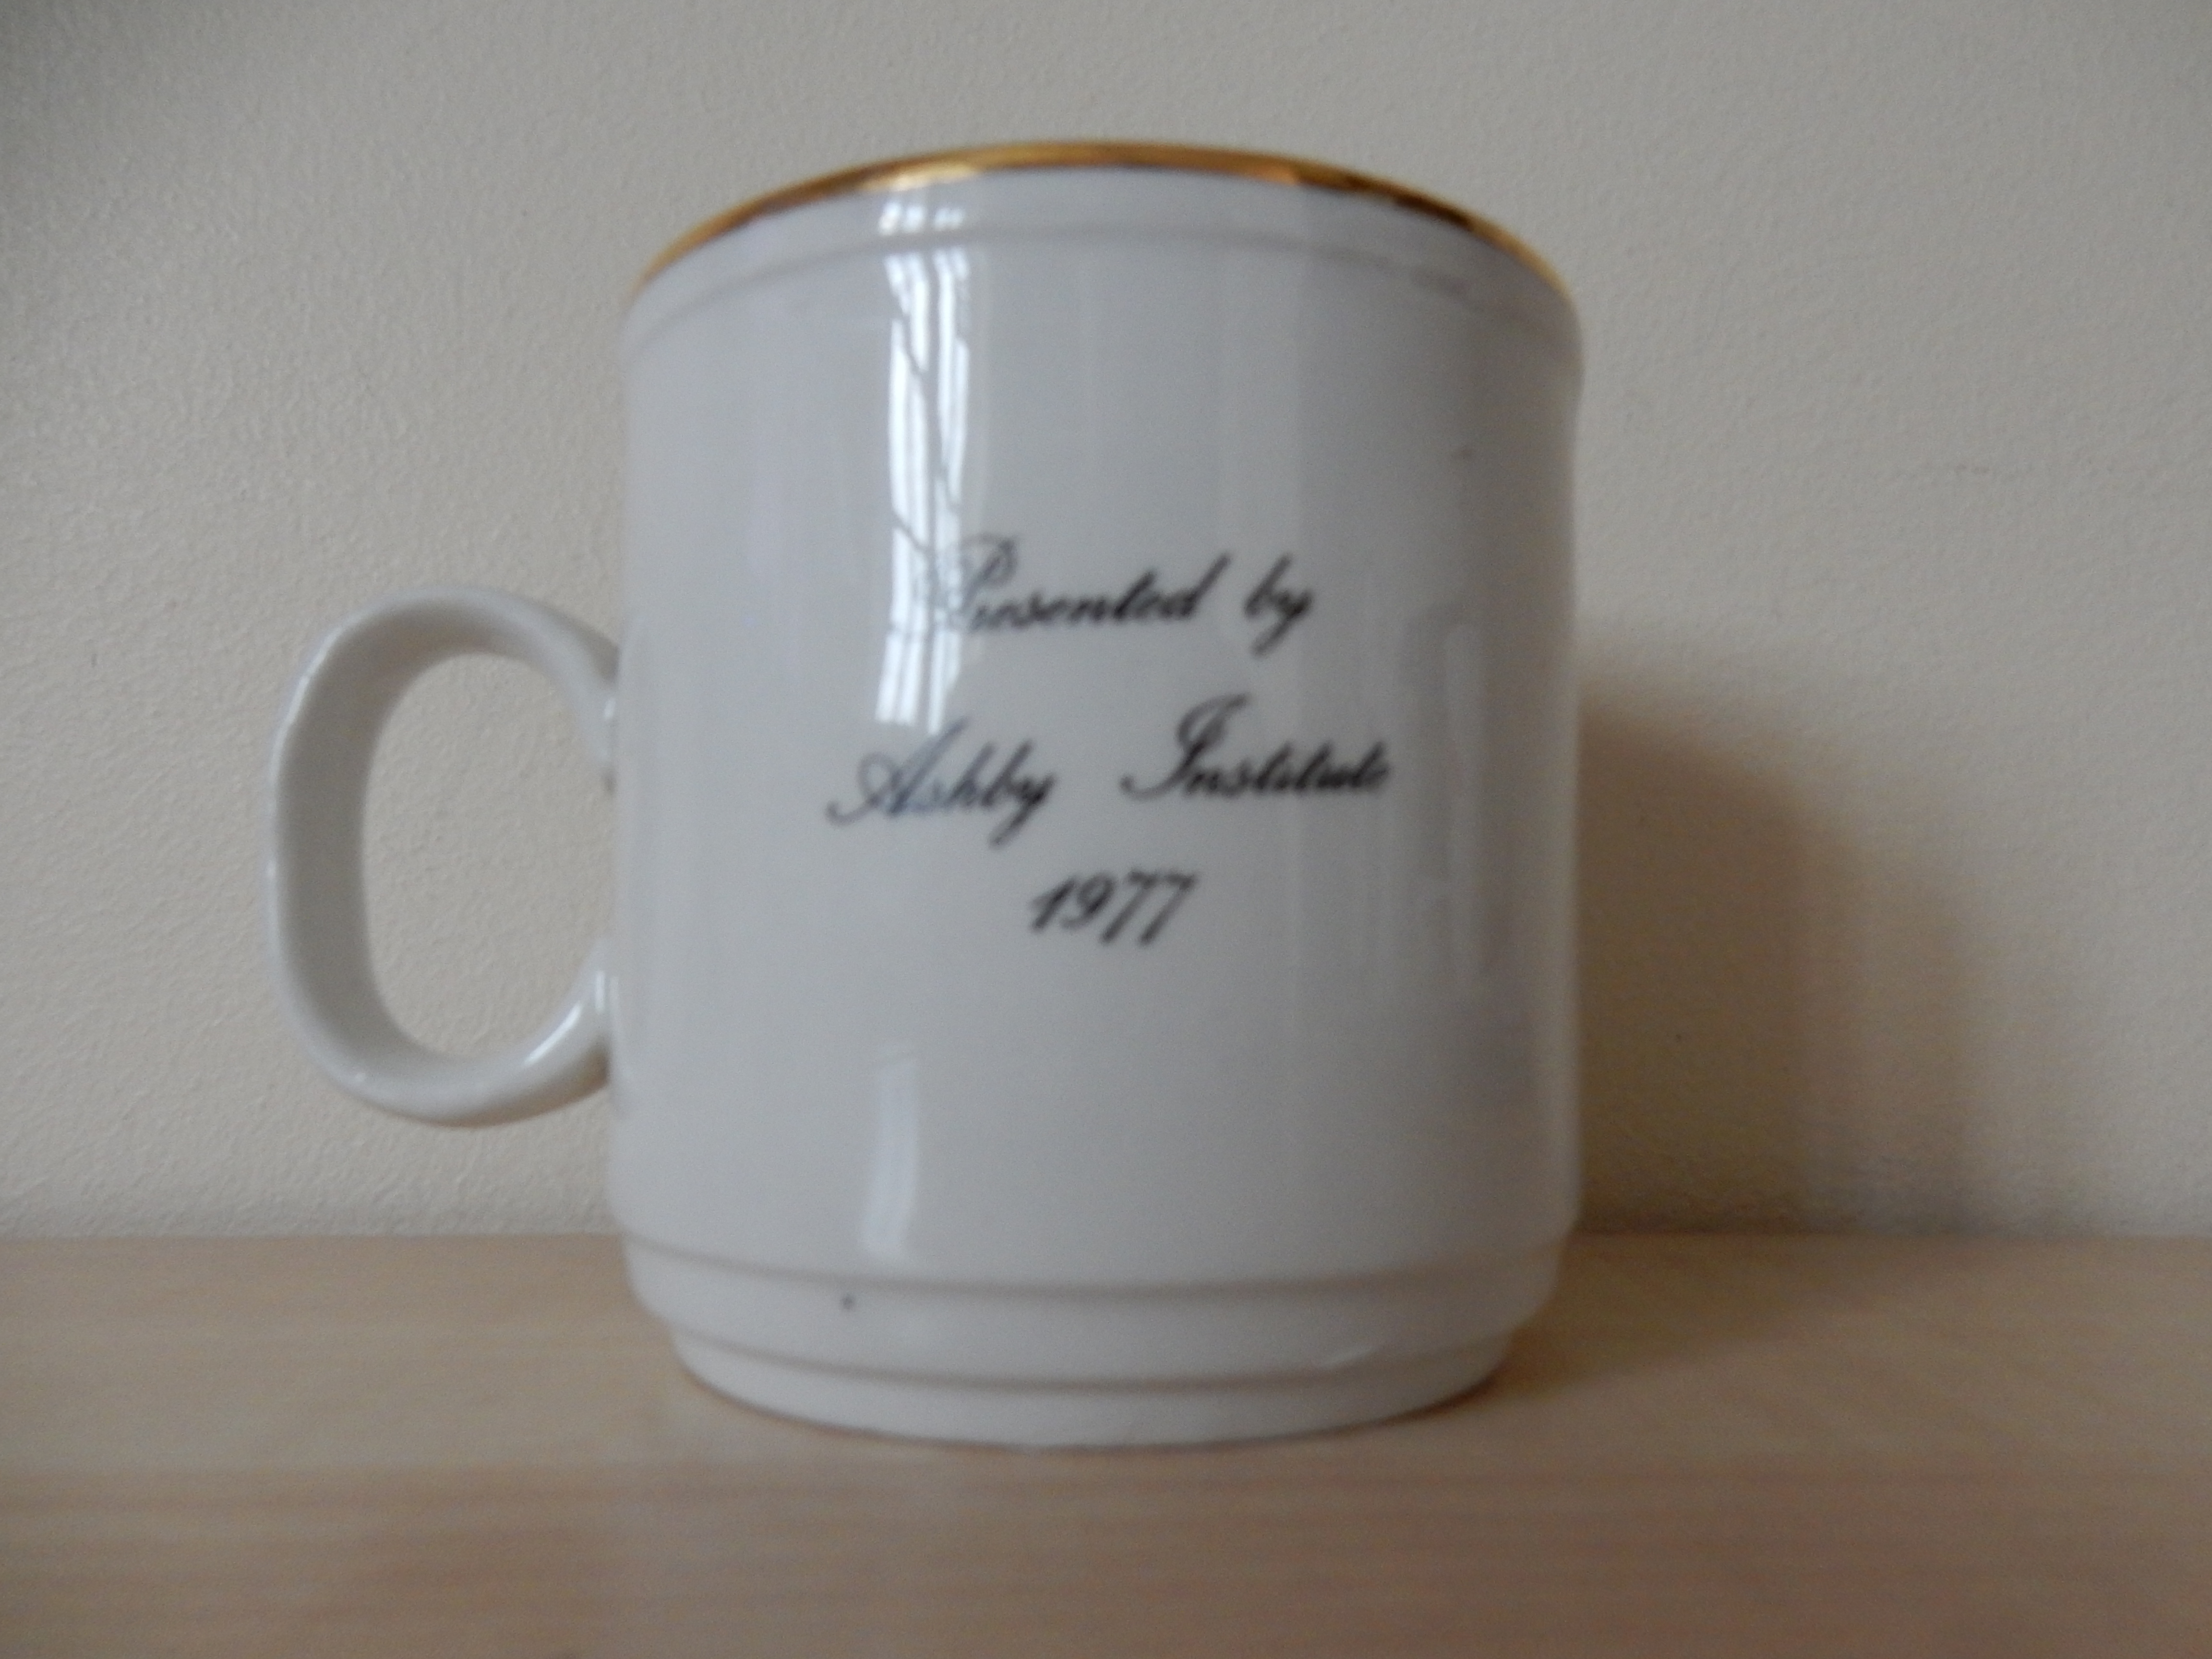 Presented by
Ashby Institute
1977